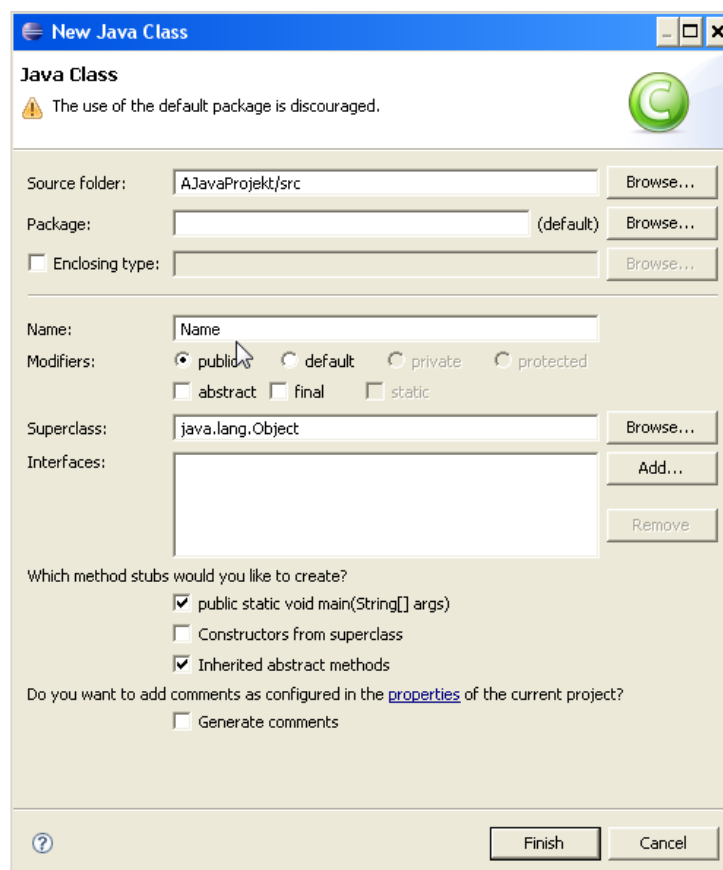 New Java Class
Java Class
The use of the default package is discouraged.
Source folder: AJavaProjekt/src Browse...
Package: (default) Browse...
Enclosing type: Browse...
Name: Name
Modifiers: public default private protected
abstract final static
Superclass: java.lang.Object Browse...
Interfaces: Add...
Remove
Which method stubs would you like to create?
public static void main(String[] args)
Constructors from superclass
Inherited abstract methods
Do you want to add comments as configured in the properties of the current project?
Generate comments
Finish Cancel